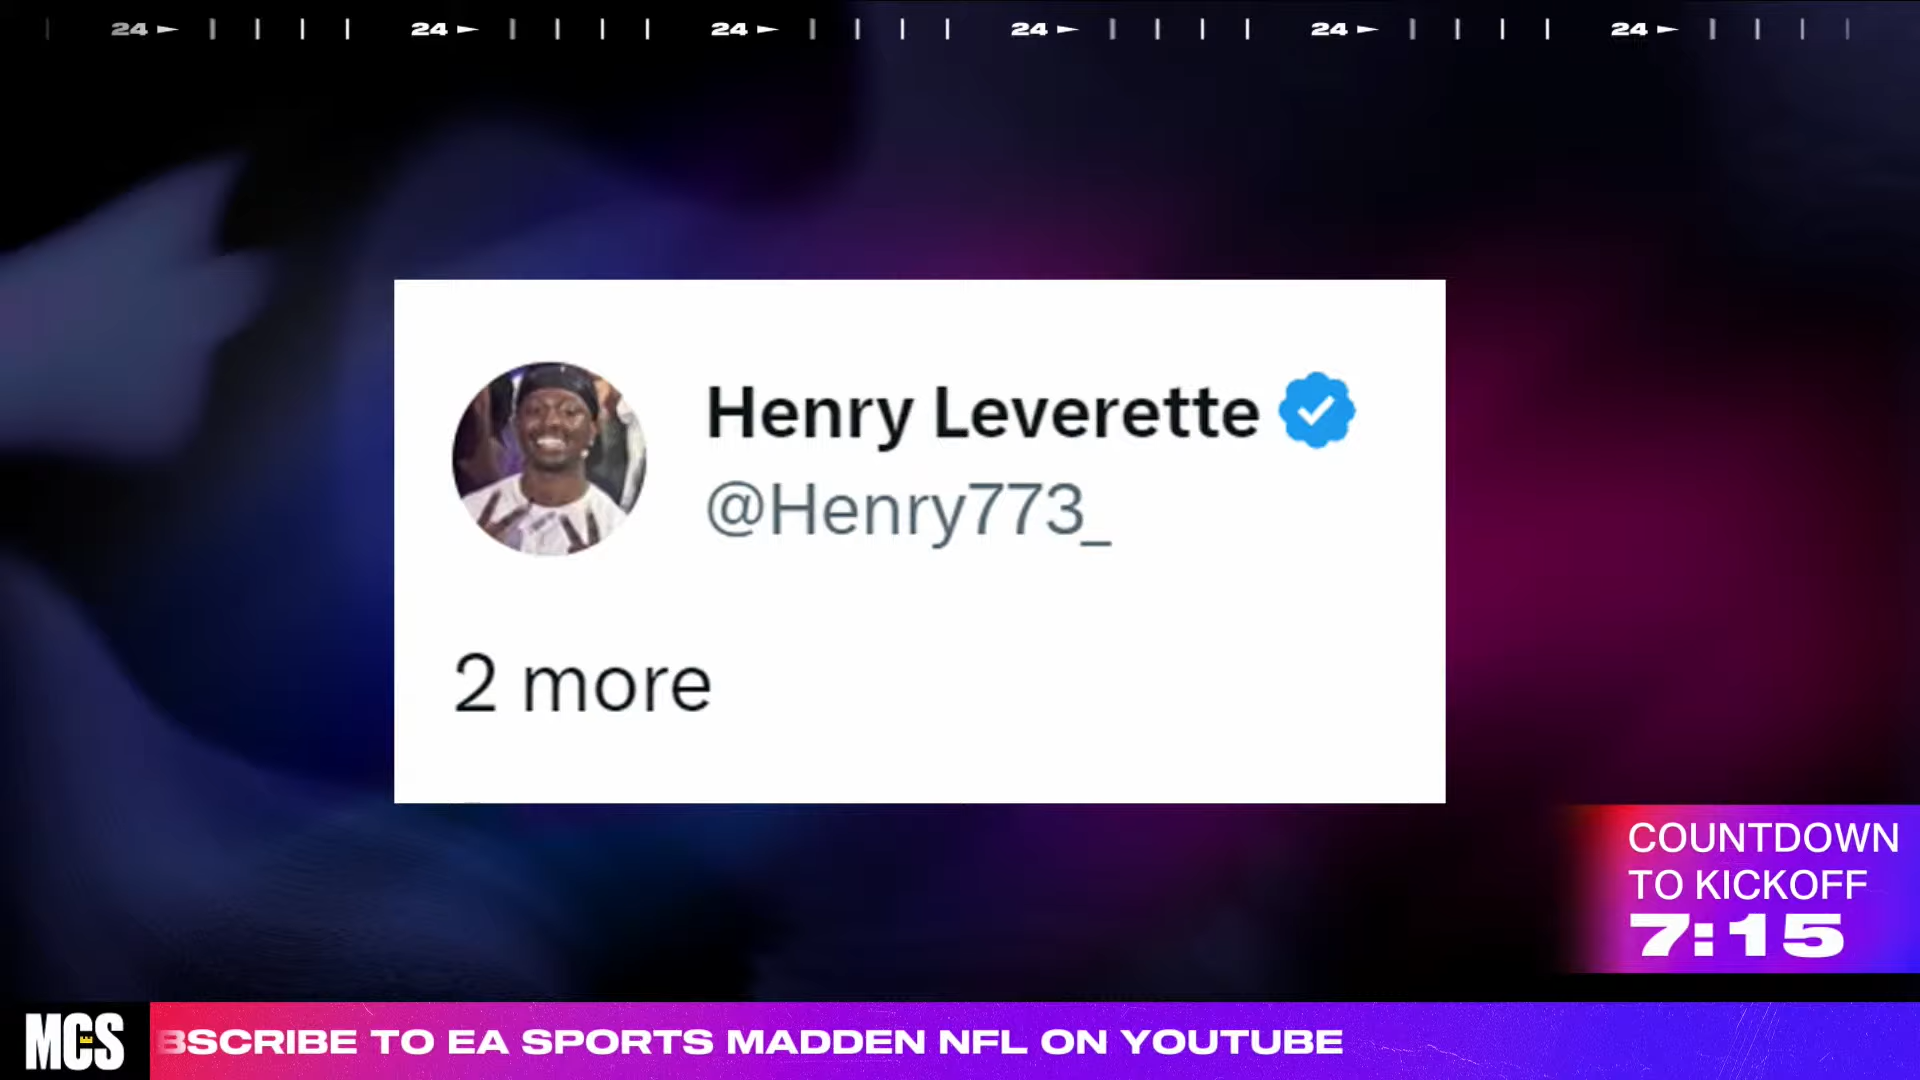 24 24 24 24 24 24
Henry Leverette
@Henry773_
2 more
COUNTDOWN
TO KICKOFF
7:15
MCS
BSCRIBE TO EA SPORTS MADDEN NFL ON YOUTUBE